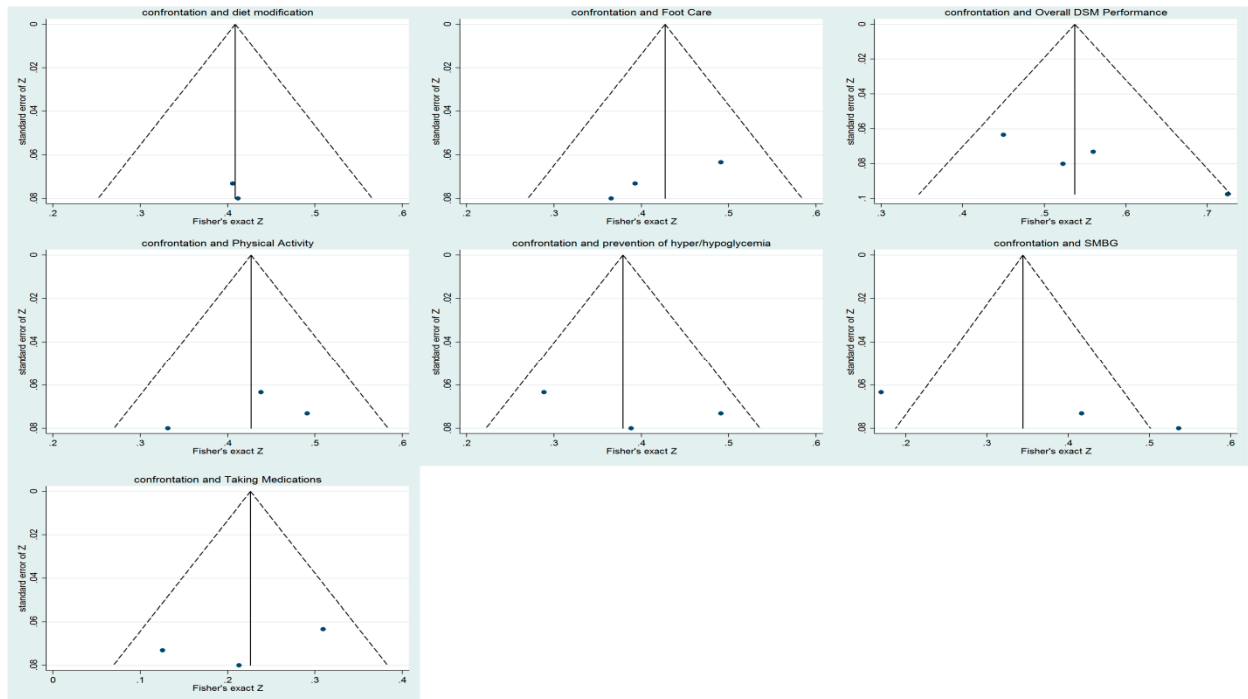 confrontation and diet modification
standard error of Z
0
.02
.04
.06
.08
.2 .3 .4 .5 .6
Fisher's exact Z
confrontation and Foot Care
standard error of Z
0
.02
.04
.06
.08
.2 .3 .4 .5 .6
Fisher's exact Z
confrontation and Overall DSM Performance
standard error of Z
0
.02
.04
.06
.08
.1
.3 .4 .5 .6 .7
Fisher's exact Z
confrontation and Physical Activity
standard error of Z
0
.02
.04
.06
.08
.2 .3 .4 .5 .6
Fisher's exact Z
confrontation and prevention of hyper/hypoglycemia
standard error of Z
0
.02
.04
.06
.08
.2 .3 .4 .5 .6
Fisher's exact Z
confrontation and SMBG
standard error of Z
0
.02
.04
.06
.08
.2 .3 .4 .5 .6
Fisher's exact Z
confrontation and Taking Medications
standard error of Z
0
.02
.04
.06
.08
0 .1 .2 .3 .4
Fisher's exact Z